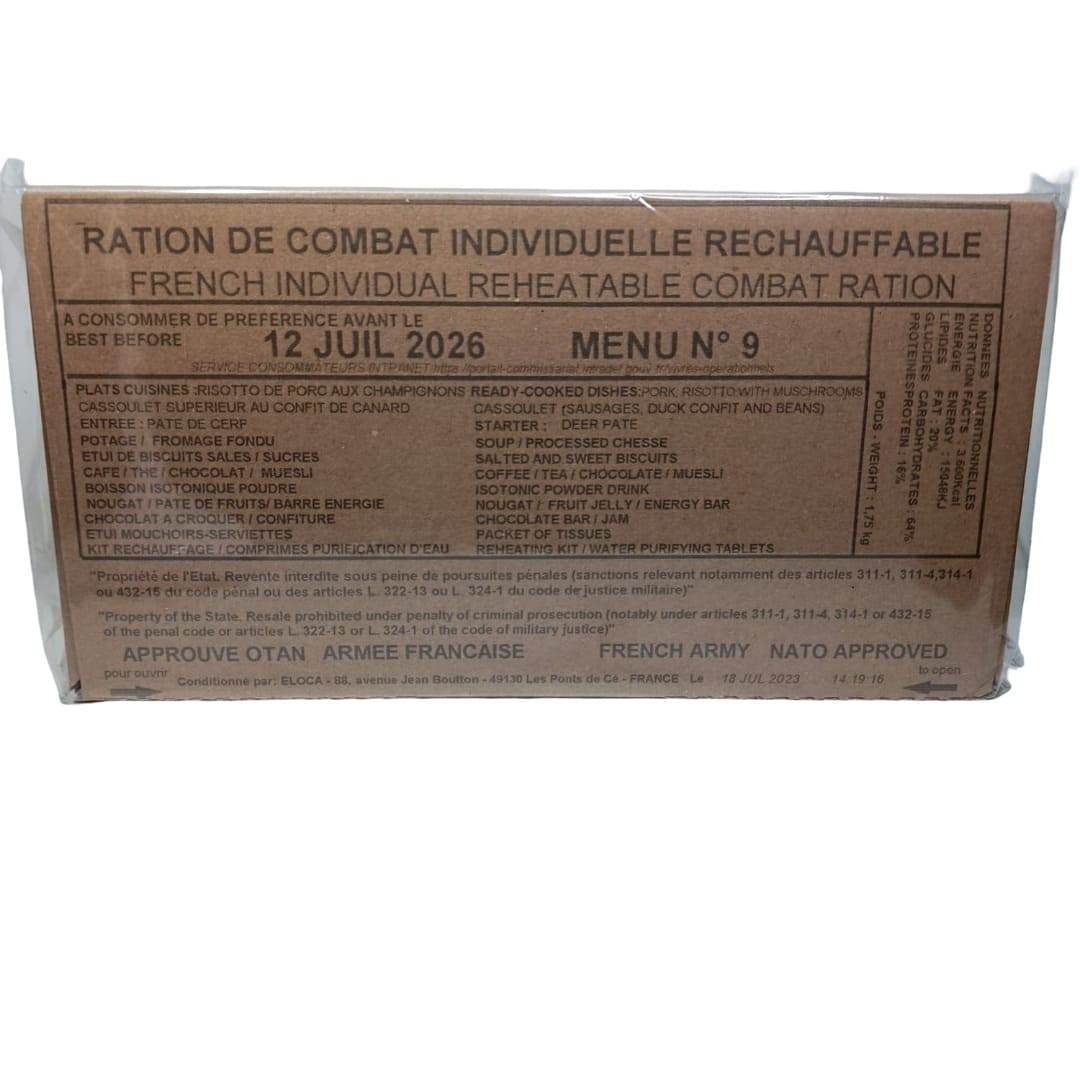 RATION DE COMBAT INDIVIDUELLE RECHAUFFABLE
FRENCH INDIVIDUAL REHEATABLE COMBAT RATION
A CONSOMMER DE PREFERENCE AVANT LE
BEST BEFORE 12 JUIL 2026 MENU N° 9
SERVICE CONSOMMATEURS INTRANET https://portail-commissariat.intradef.gouv.fr/vivres-operationnels
PLATS CUISINES :RISOTTO DE PORC AUX CHAMPIGNONS
CASSOULET SUPERIEUR AU CONFIT DE CANARD
ENTREE : PATE DE CERF
POTAGE / FROMAGE FONDU
ETUI DE BISCUITS SALES / SUCRES
CAFE / THE / CHOCOLAT / MUESLI
BOISSON ISOTONIQUE POUDRE
NOUGAT / PATE DE FRUITS/ BARRE ENERGIE
CHOCOLAT A CROQUER / CONFITURE
ETUI MOUCHOIRS-SERVIETTES
KIT RECHAUFFAGE / COMPRIMES PURIFICATION D'EAU
READY-COOKED DISHES:PORK, RISOTTO WITH MUSCHROOMS
CASSOULET (SAUSAGES, DUCK CONFIT AND BEANS)
STARTER : DEER PATE
SOUP / PROCESSED CHESSE
SALTED AND SWEET BISCUITS
COFFEE / TEA / CHOCOLATE / MUESLI
ISOTONIC POWDER DRINK
NOUGAT / FRUIT JELLY / ENERGY BAR
CHOCOLATE BAR / JAM
PACKET OF TISSUES
REHEATING KIT / WATER PURIFYING TABLETS
DONNEES NUTRITIONNELLES
NUTRITION FACTS : 3 600Kcal
ENERGIE ENERGY : 15048KJ
LIPIDES FAT : 20%
GLUCIDES CARBOHYDRATES : 64%
PROTEINES PROTEIN : 16%
POIDS - WEIGHT : 1,75 kg
"Propriété de l'Etat. Revente interdite sous peine de poursuites pénales (sanctions relevant notamment des articles 311-1, 311-4,314-1
ou 432-15 du code pénal ou des articles L. 322-13 ou L. 324-1 du code de justice militaire)"
"Property of the State. Resale prohibited under penalty of criminal prosecution (notably under articles 311-1, 311-4, 314-1 or 432-15
of the penal code or articles L. 322-13 or L. 324-1 of the code of military justice)"
APPROUVE OTAN ARMEE FRANCAISE FRENCH ARMY NATO APPROVED
pour ouvrir to open
Conditionné par: ELOCA - 88, avenue Jean Boutton - 49130 Les Ponts de Cé - FRANCE Le 18 JUL 2023 14:19:16